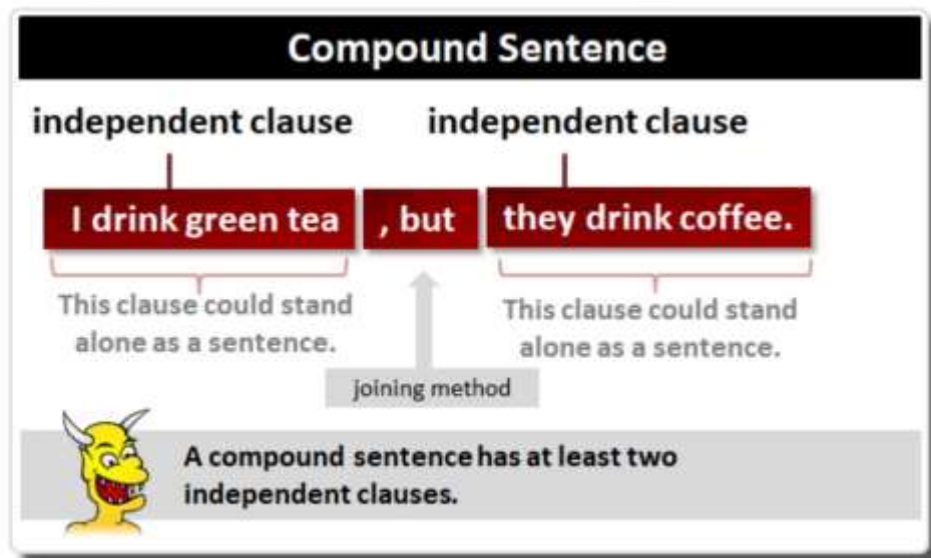 Compound Sentence
independent clause
independent clause
I drink green tea
, but
they drink coffee.
This clause could stand
alone as a sentence.
This clause could stand
alone as a sentence.
joining method
A compound sentence has at least two
independent clauses.